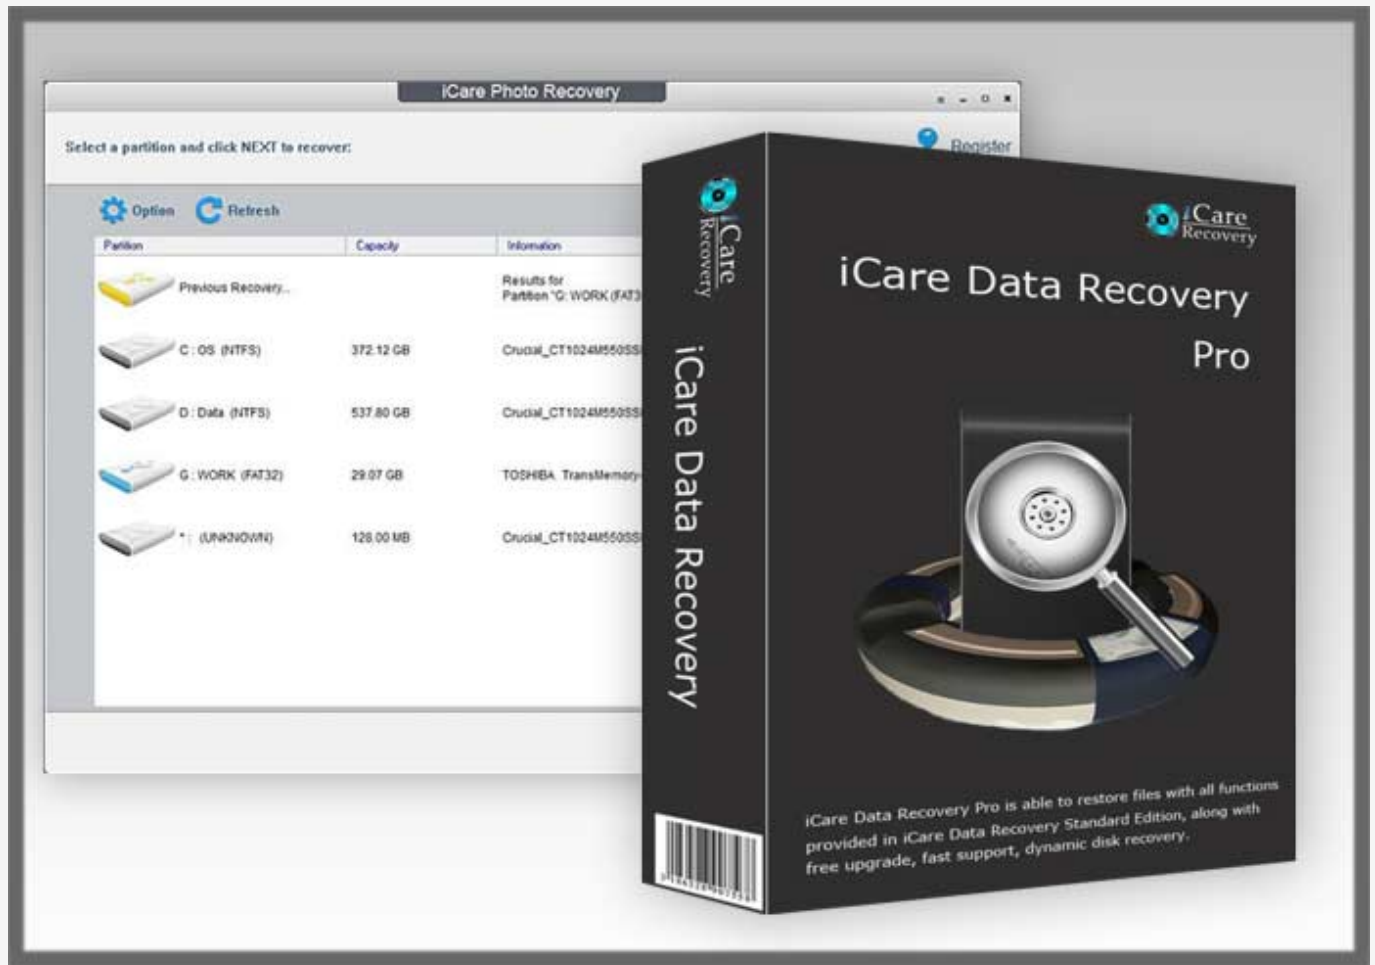 iCare Photo Recovery
Select a partition and click NEXT to recover:
Register
Option
Refresh
Partition
Capacity
Information
Previous Recovery...
Results for
Partition "G: WORK (FAT3
C : OS (NTFS)
372.12 GB
Crucial_CT1024M550SS
D : Data (NTFS)
537.80 GB
Crucial_CT1024M550SS
G : WORK (FAT32)
29.07 GB
TOSHIBA TransMemory-
* : (UNKNOWN)
128.00 MB
Crucial_CT1024M550SS
iCare
Recovery
iCare Data Recovery
iCare
Recovery
iCare Data Recovery
Pro
iCare Data Recovery Pro is able to restore files with all functions
provided in iCare Data Recovery Standard Edition, along with
free upgrade, fast support, dynamic disk recovery.